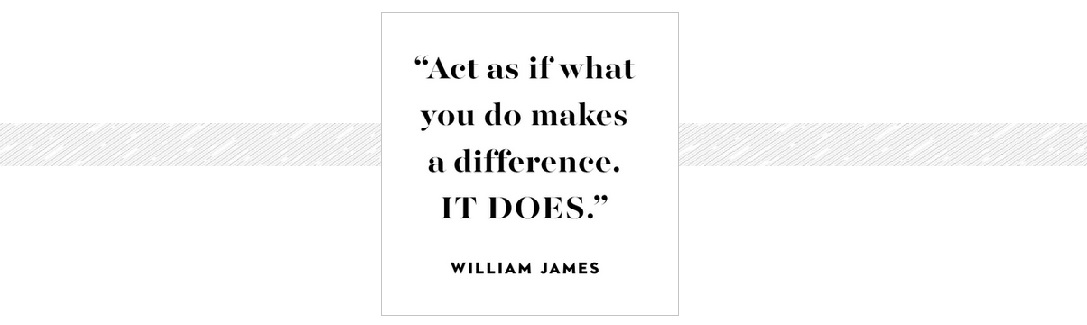 “Act as if what
you do makes
a difference.
IT DOES.”
WILLIAM JAMES